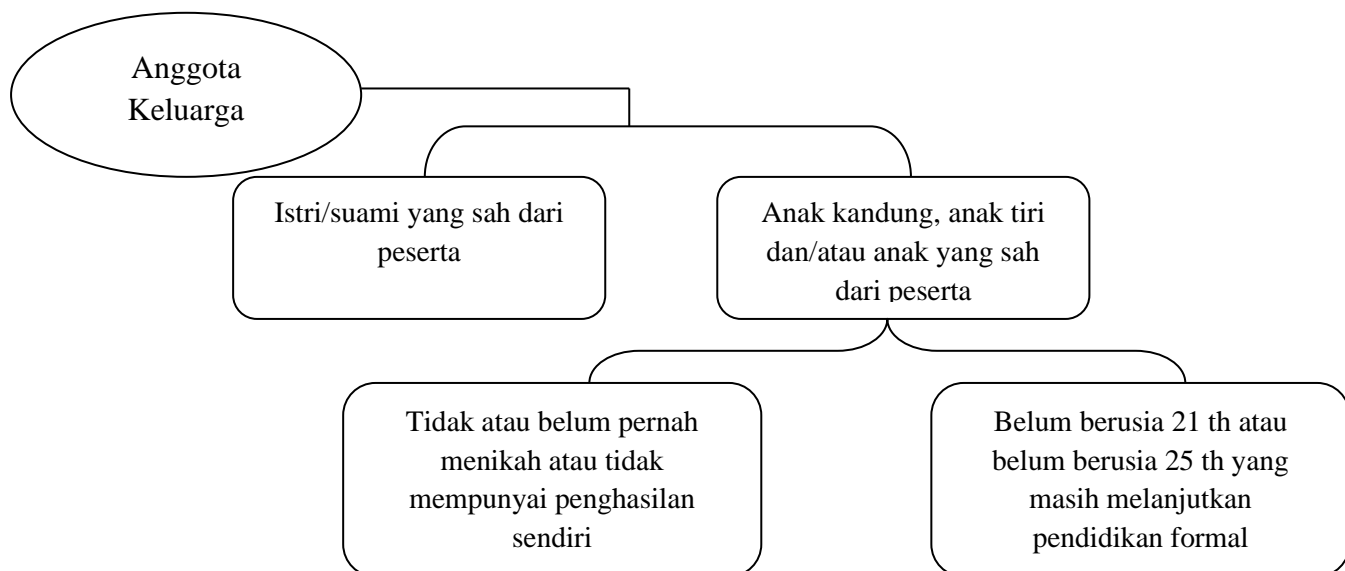 Anggota
Keluarga
Istri/suami yang sah dari
peserta
Anak kandung, anak tiri
dan/atau anak yang sah
dari peserta
Tidak atau belum pernah
menikah atau tidak
mempunyai penghasilan
sendiri
Belum berusia 21 th atau
belum berusia 25 th yang
masih melanjutkan
pendidikan formal